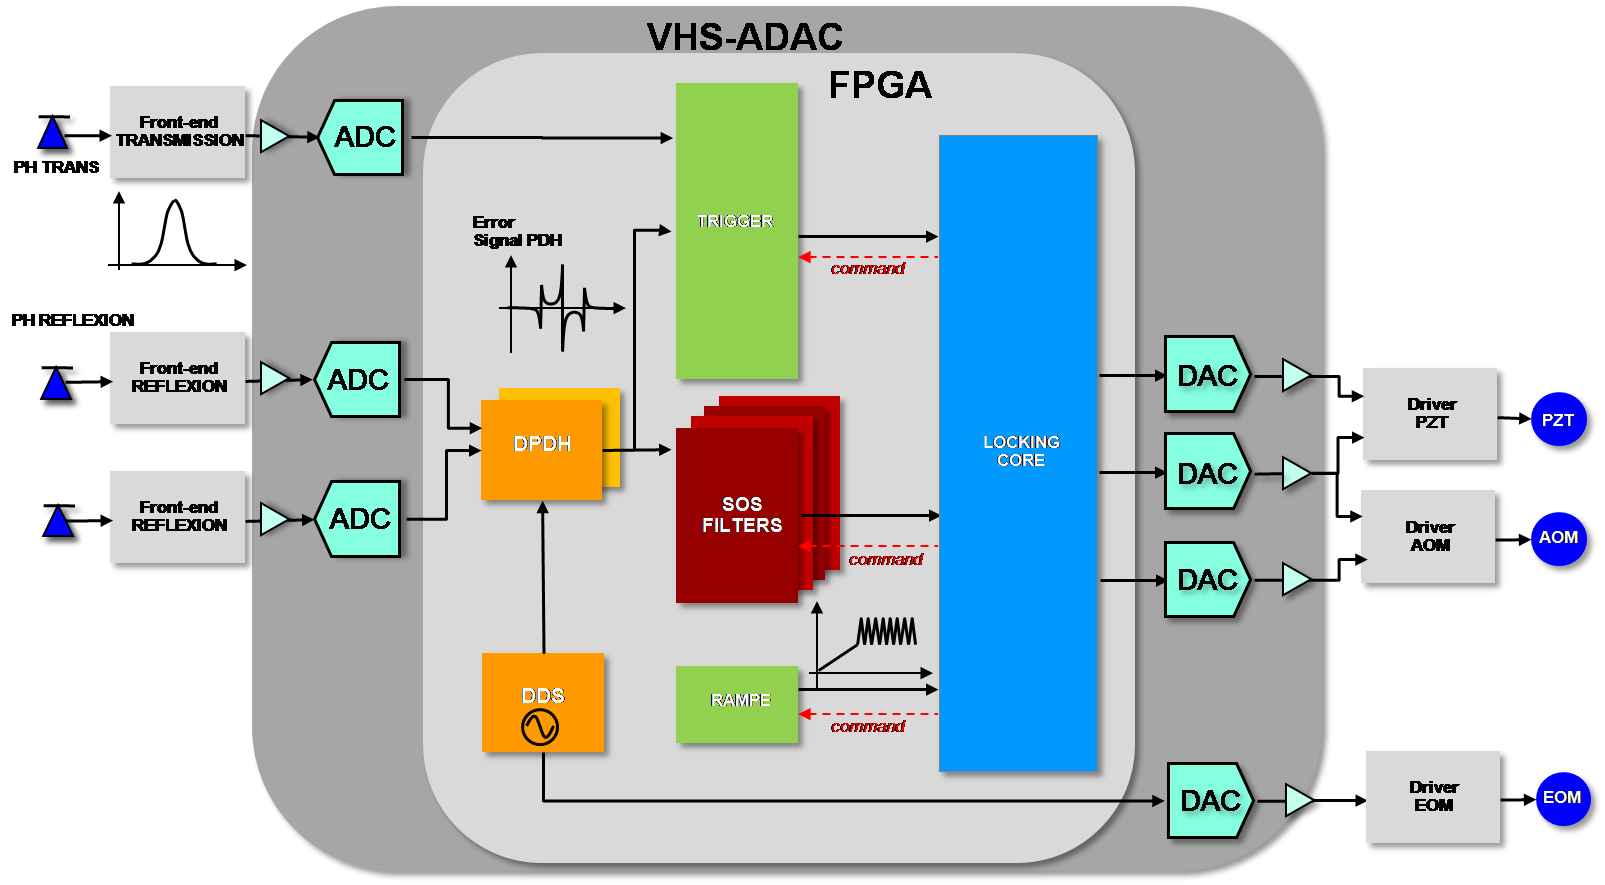 VHS-ADAC
FPGA
Front-end
TRANSMISSION
PH TRANS
ADC
TRIGGER
Error
Signal PDH
command
PH REFLEXION
Front-end
REFLEXION
ADC
DPDH
LOCKING
CORE
DAC
Driver
PZT
PZT
DAC
Front-end
REFLEXION
ADC
SOS
FILTERS
command
Driver
AOM
AOM
DAC
DDS
RAMPE
command
DAC
Driver
EOM
EOM